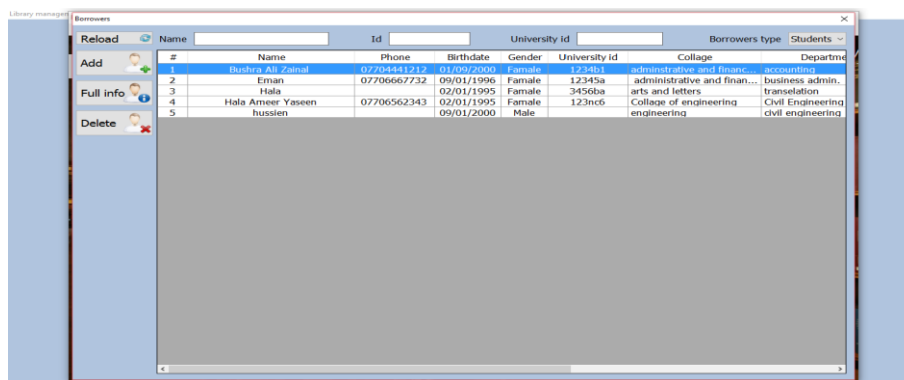 Library manage
Borrowers
Reload Name Id University id Borrowers type Students
Add
Full info
Delete
# Name Phone Birthdate Gender University id Collage Departme
1 Bushra Ali Zainal 07704441212 01/09/2000 Famale 1234b1 adminstrative and financ... accounting
2 Eman 07706667732 09/01/1996 Famale 12345a administrative and finan... business admin.
3 Hala 02/01/1995 Famale 3456ba arts and letters transelation
4 Hala Ameer Yaseen 07706562343 02/01/1995 Famale 123nc6 Collage of engineering Civil Engineering
5 hussien 09/01/2000 Male engineering civil engineering